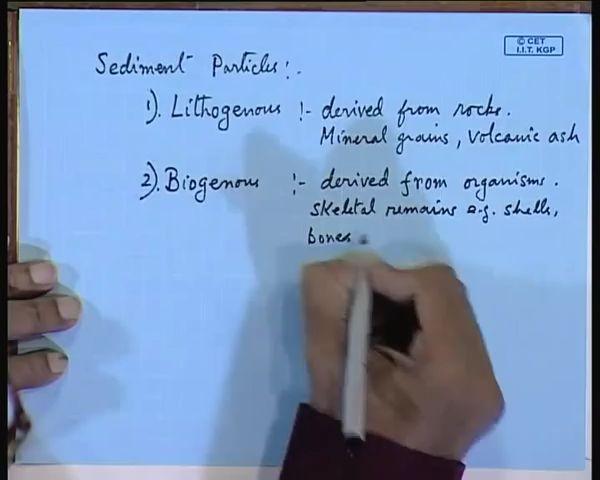 © CET
I.I.T. KGP
Sediment Particles :-
1). Lithogenous :- derived from rocks.
Mineral grains, Volcanic ash
2). Biogenous :- derived from organisms.
skeletal remains e.g. shells,
bones